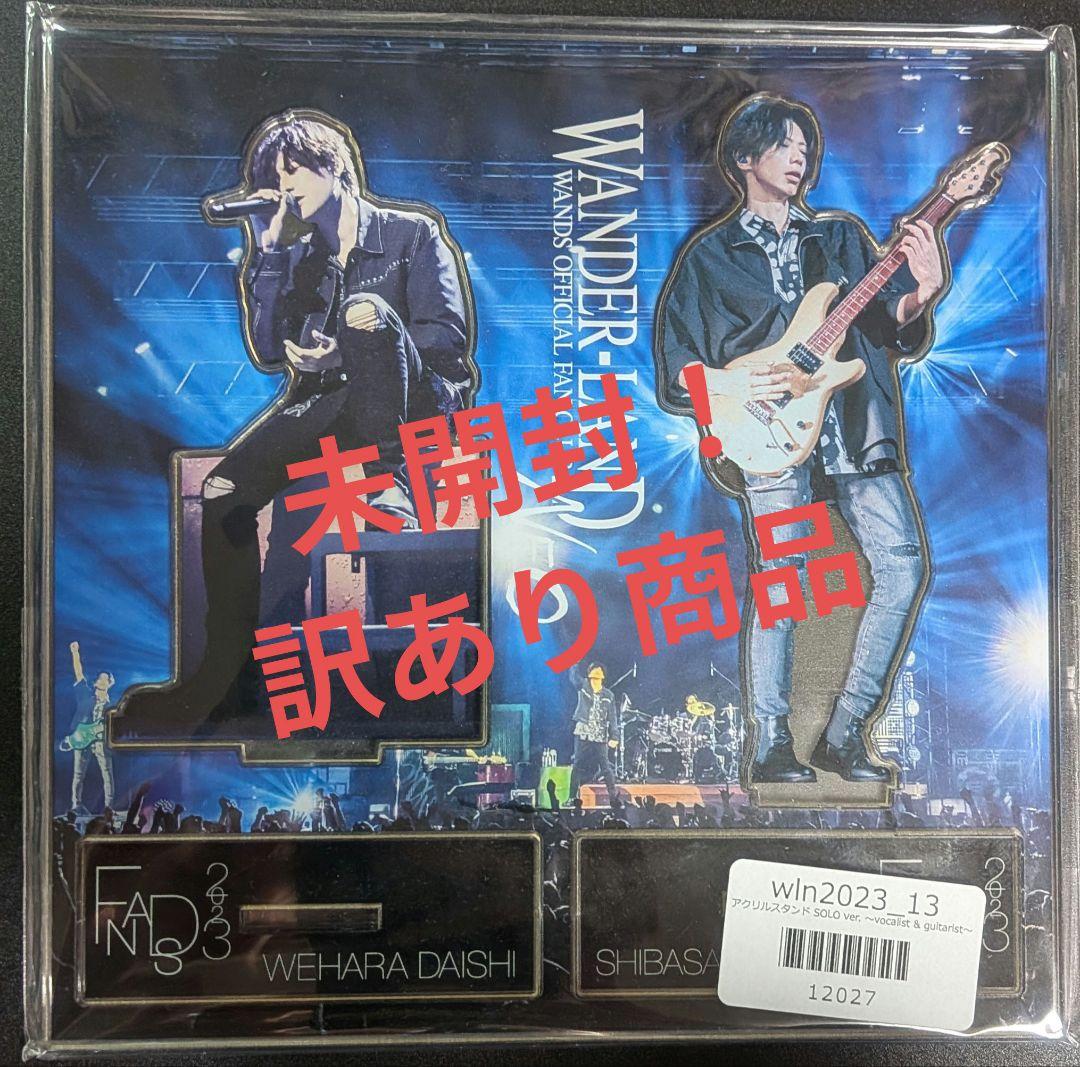 WANDER-LAND
WANDS OFFICIAL FAN
未開封！
訳あり商品
FANDS
2023
WEHARA DAISHI
SHIBASA
wln2023_13
アクリルスタンド SOLO ver. ～vocalist & guitarist～
12027